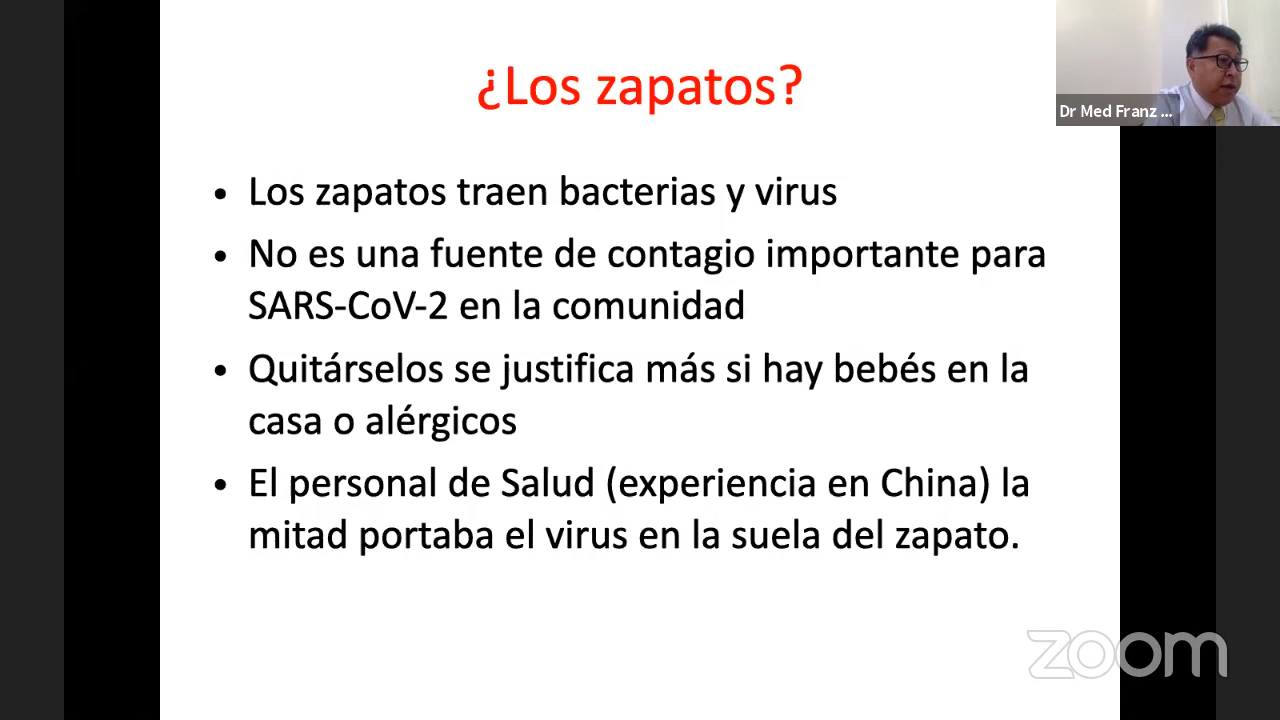 ¿Los zapatos?
Dr Med Franz ...
• Los zapatos traen bacterias y virus
• No es una fuente de contagio importante para
SARS-CoV-2 en la comunidad
• Quitárselos se justifica más si hay bebés en la
casa o alérgicos
• El personal de Salud (experiencia en China) la
mitad portaba el virus en la suela del zapato.
zoom